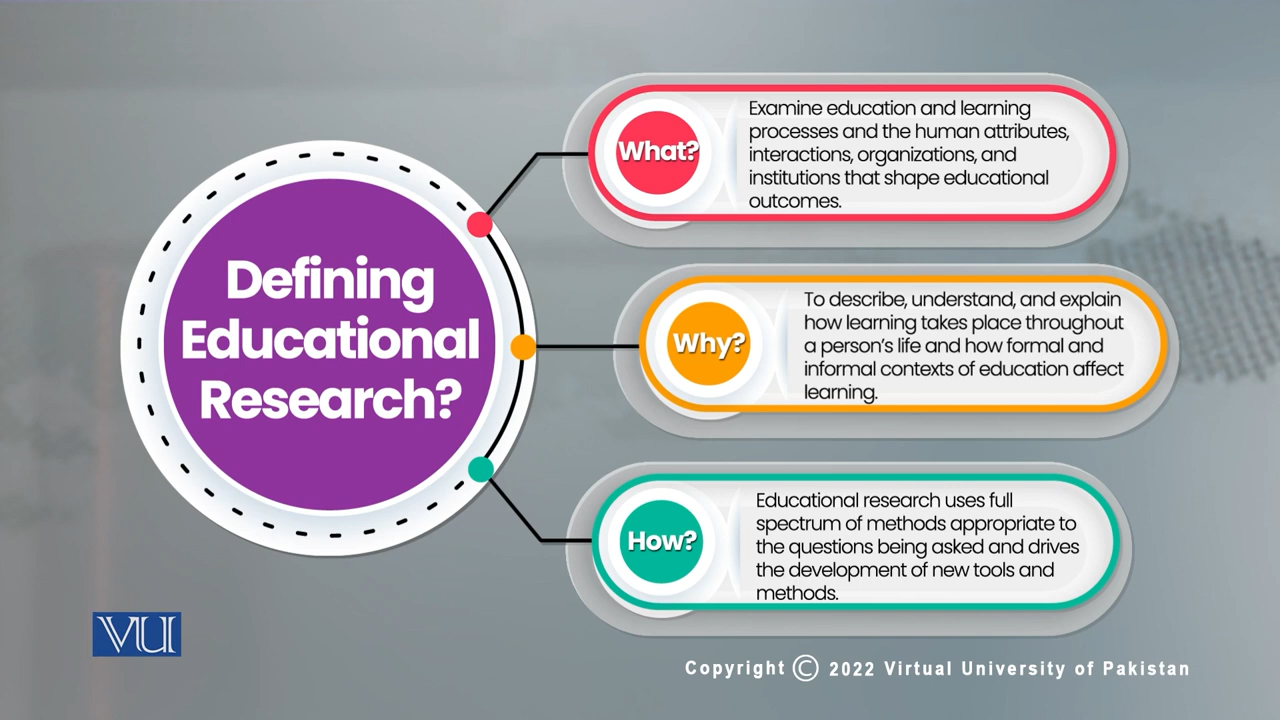 Defining
Educational
Research?
What?
Examine education and learning
processes and the human attributes,
interactions, organizations, and
institutions that shape educational
outcomes.
Why?
To describe, understand, and explain
how learning takes place throughout
a person's life and how formal and
informal contexts of education affect
learning.
How?
Educational research uses full
spectrum of methods appropriate to
the questions being asked and drives
the development of new tools and
methods.
VU
Copyright © 2022 Virtual University of Pakistan